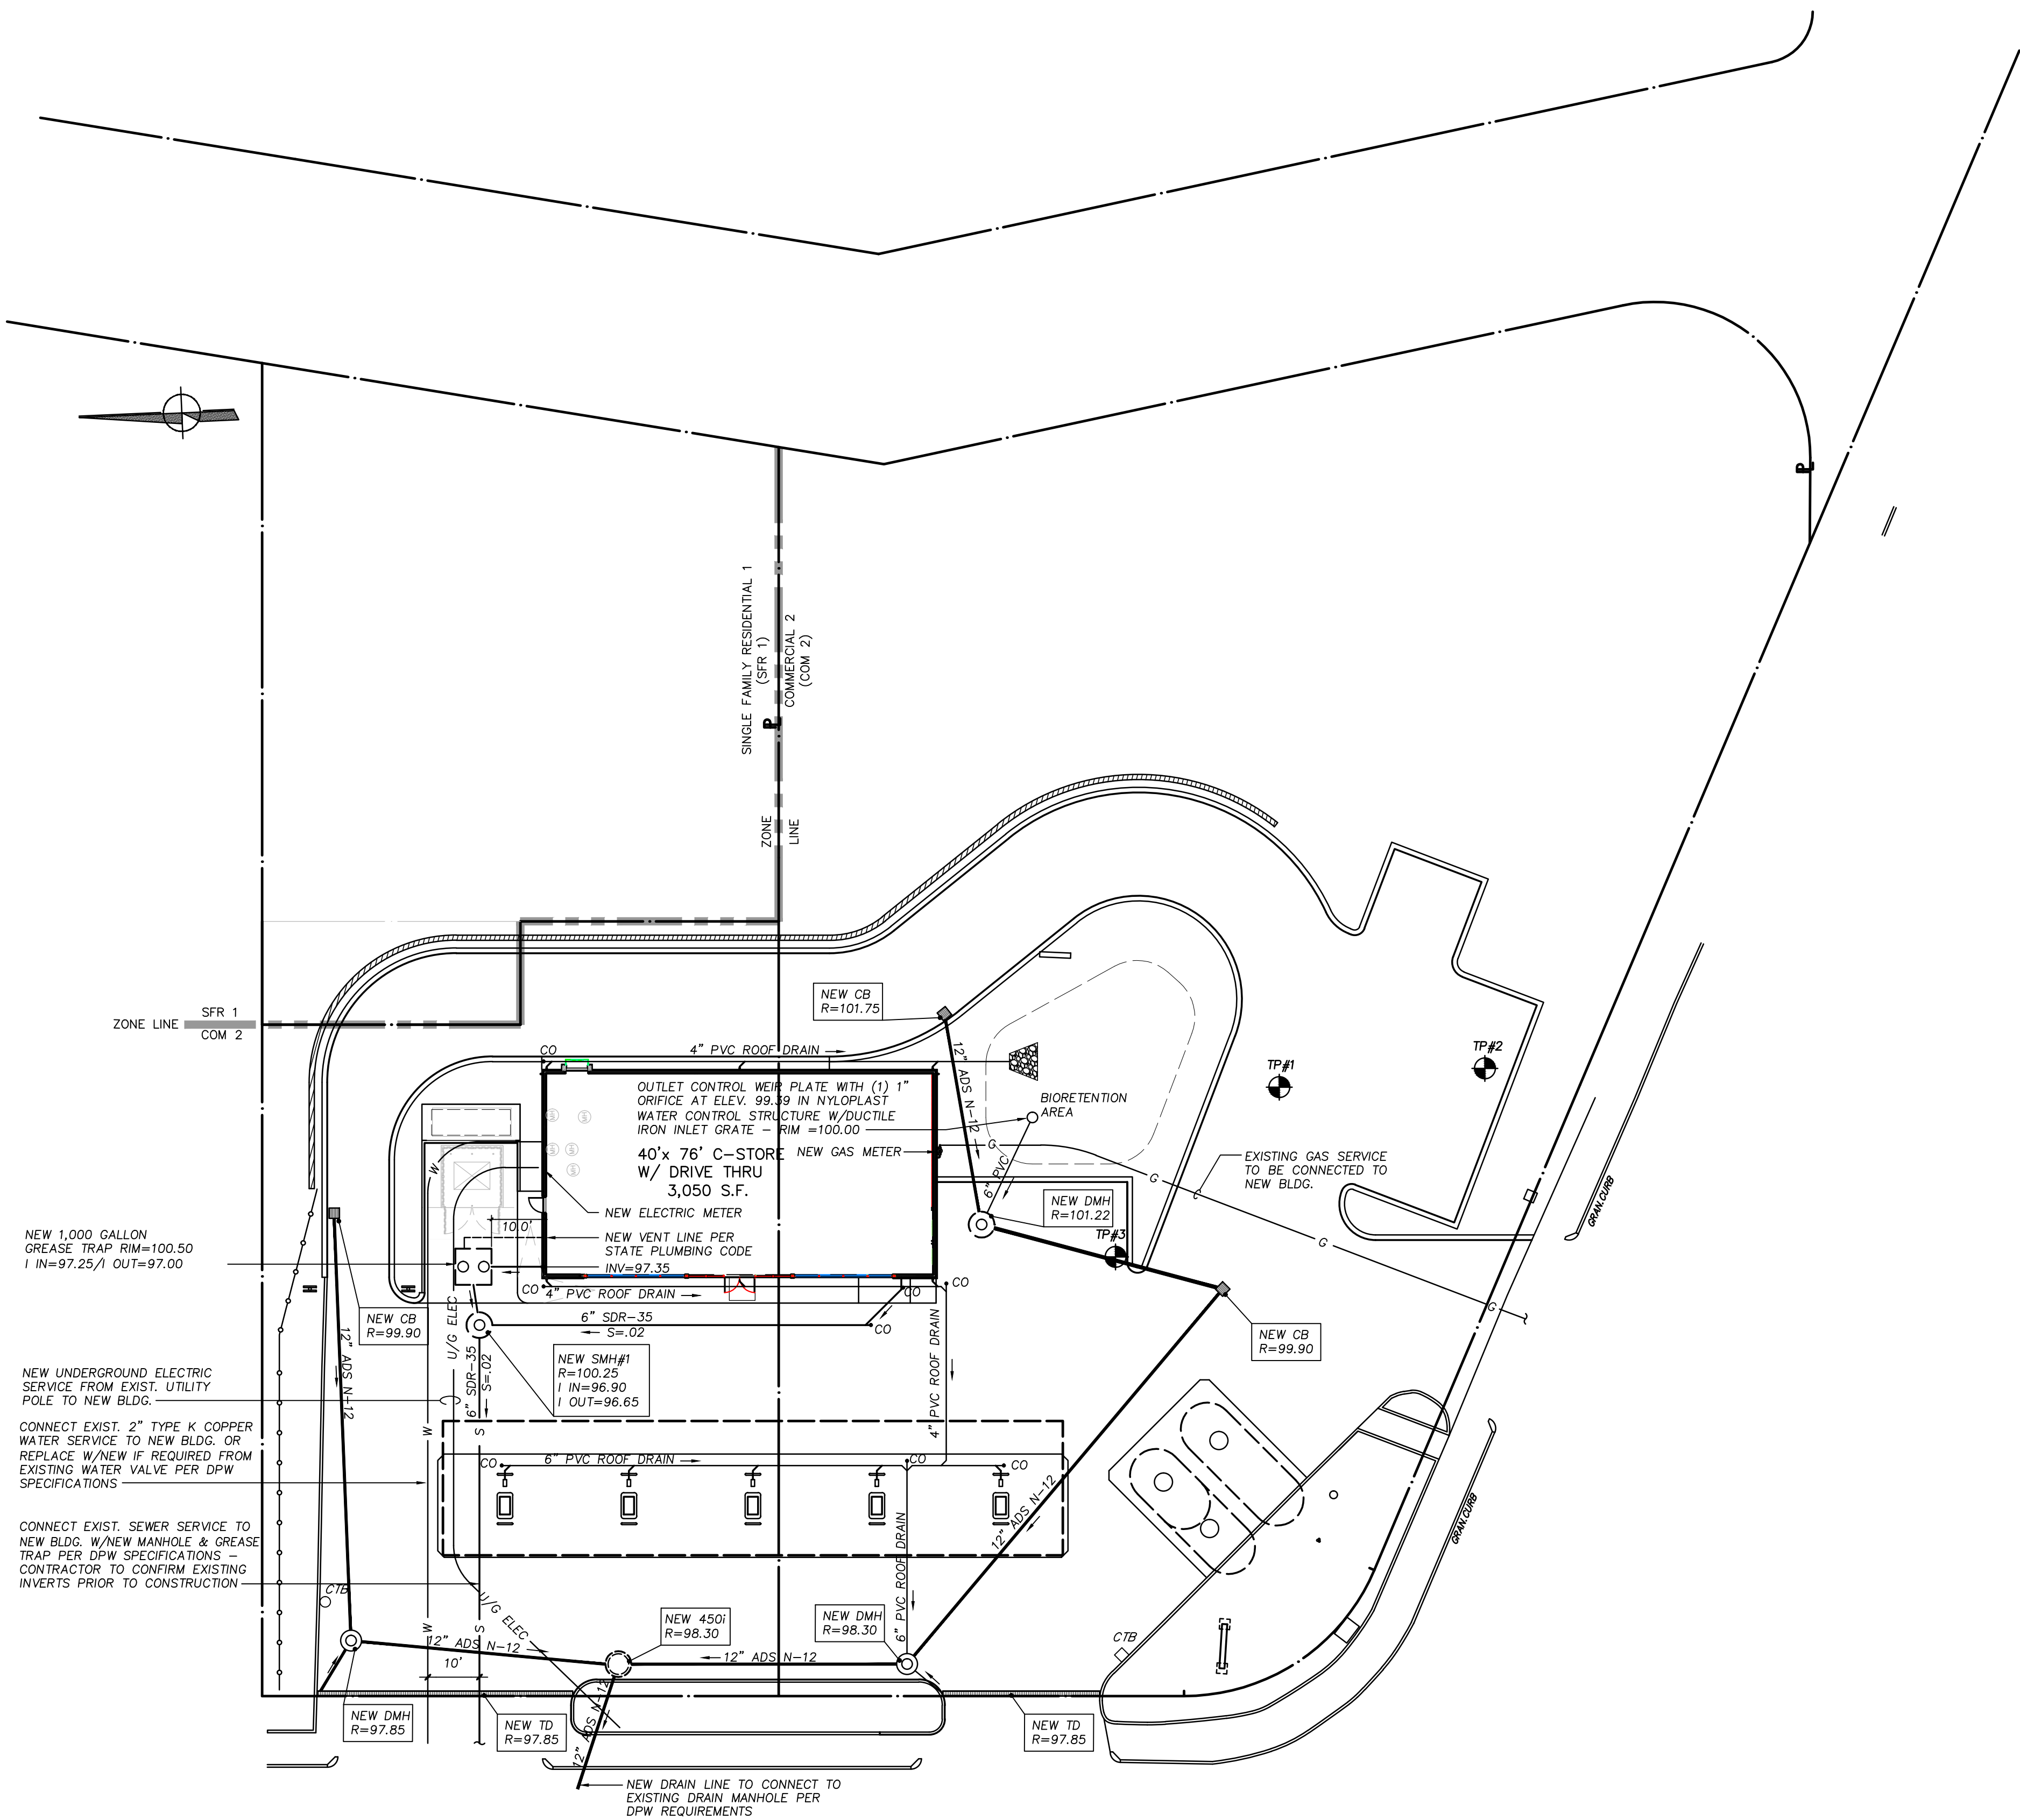 SINGLE FAMILY RESIDENTIAL 1
(SFR 1)
COMMERCIAL 2
(COM 2)
P
P
ZONE
LINE
ZONE LINE
SFR 1
COM 2
NEW CB
R=101.75
CO
4" PVC ROOF DRAIN
12" ADS N-12
OUTLET CONTROL WEIR PLATE WITH (1) 1"
ORIFICE AT ELEV. 99.39 IN NYLOPLAST
WATER CONTROL STRUCTURE W/DUCTILE
IRON INLET GRATE – RIM =100.00
BIORETENTION
AREA
TP#1
TP#2
40'x 76' C-STORE
W/ DRIVE THRU
3,050 S.F.
NEW GAS METER
G
6" PVC
EXISTING GAS SERVICE
TO BE CONNECTED TO
NEW BLDG.
GRAN.CURB
W
NEW ELECTRIC METER
10.0'
NEW VENT LINE PER
STATE PLUMBING CODE
INV=97.35
NEW DMH
R=101.22
TP#3
G
G
NEW 1,000 GALLON
GREASE TRAP RIM=100.50
I IN=97.25/I OUT=97.00
H
H
CO
4" PVC ROOF DRAIN
CO
CO
CO
NEW CB
R=99.90
12" ADS N-12
U/G ELEC
6" SDR-35
S=.02
6" SDR-35
S=.02
NEW SMH#1
R=100.25
I IN=96.90
I OUT=96.65
4" PVC ROOF DRAIN
NEW CB
R=99.90
NEW UNDERGROUND ELECTRIC
SERVICE FROM EXIST. UTILITY
POLE TO NEW BLDG.
CONNECT EXIST. 2" TYPE K COPPER
WATER SERVICE TO NEW BLDG. OR
REPLACE W/NEW IF REQUIRED FROM
EXISTING WATER VALVE PER DPW
SPECIFICATIONS
W
S
CO
6" PVC ROOF DRAIN
CO
CO
12" ADS N-12
6" PVC ROOF DRAIN
GRAN.CURB
CONNECT EXIST. SEWER SERVICE TO
NEW BLDG. W/NEW MANHOLE & GREASE
TRAP PER DPW SPECIFICATIONS –
CONTRACTOR TO CONFIRM EXISTING
INVERTS PRIOR TO CONSTRUCTION
CTB
U/G ELEC
W
S
12" ADS N-12
10'
NEW 450i
R=98.30
NEW DMH
R=98.30
12" ADS N-12
CTB
NEW DMH
R=97.85
NEW TD
R=97.85
12" ADS N-12
NEW TD
R=97.85
NEW DRAIN LINE TO CONNECT TO
EXISTING DRAIN MANHOLE PER
DPW REQUIREMENTS